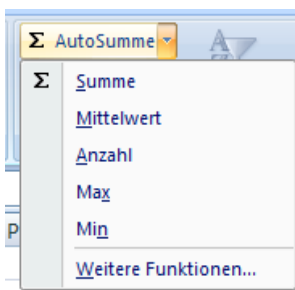 Σ AutoSumme
Σ Summe
Mittelwert
Anzahl
Max
Min
Weitere Funktionen...
P